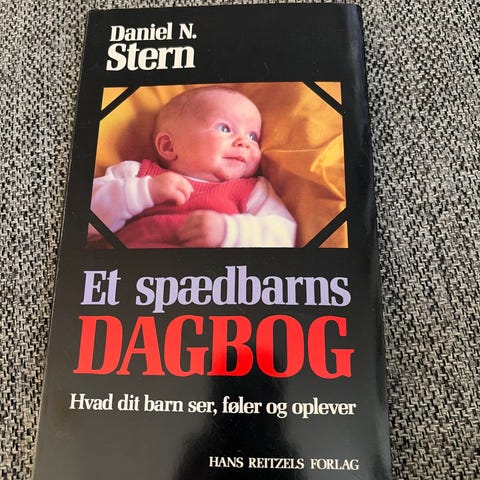 Daniel N.
Stern
Et spædbarns
DAGBOG
Hvad dit barn ser, føler og oplever
HANS REITZELS FORLAG